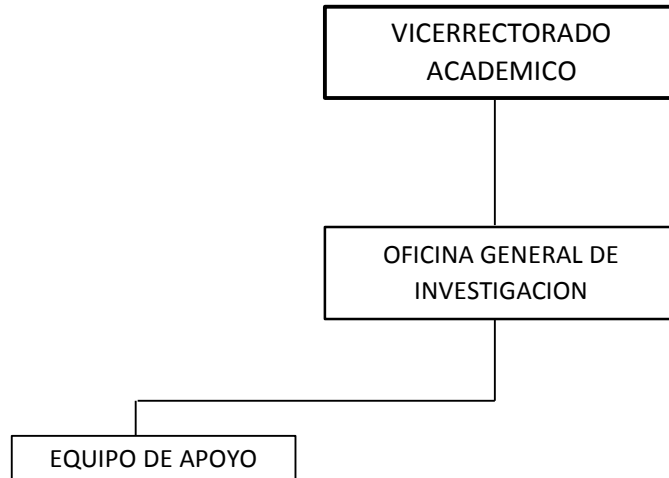 VICERRECTORADO
ACADEMICO
OFICINA GENERAL DE
INVESTIGACION
EQUIPO DE APOYO